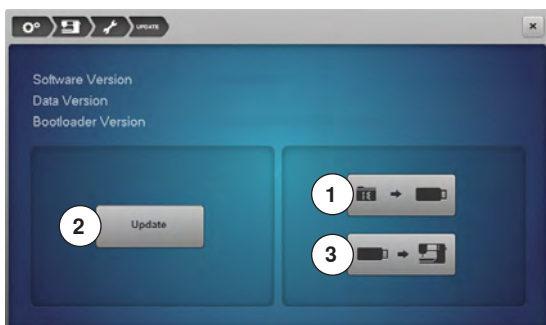 UPDATE
Software Version
Data Version
Bootloader Version
1
2
Update
3